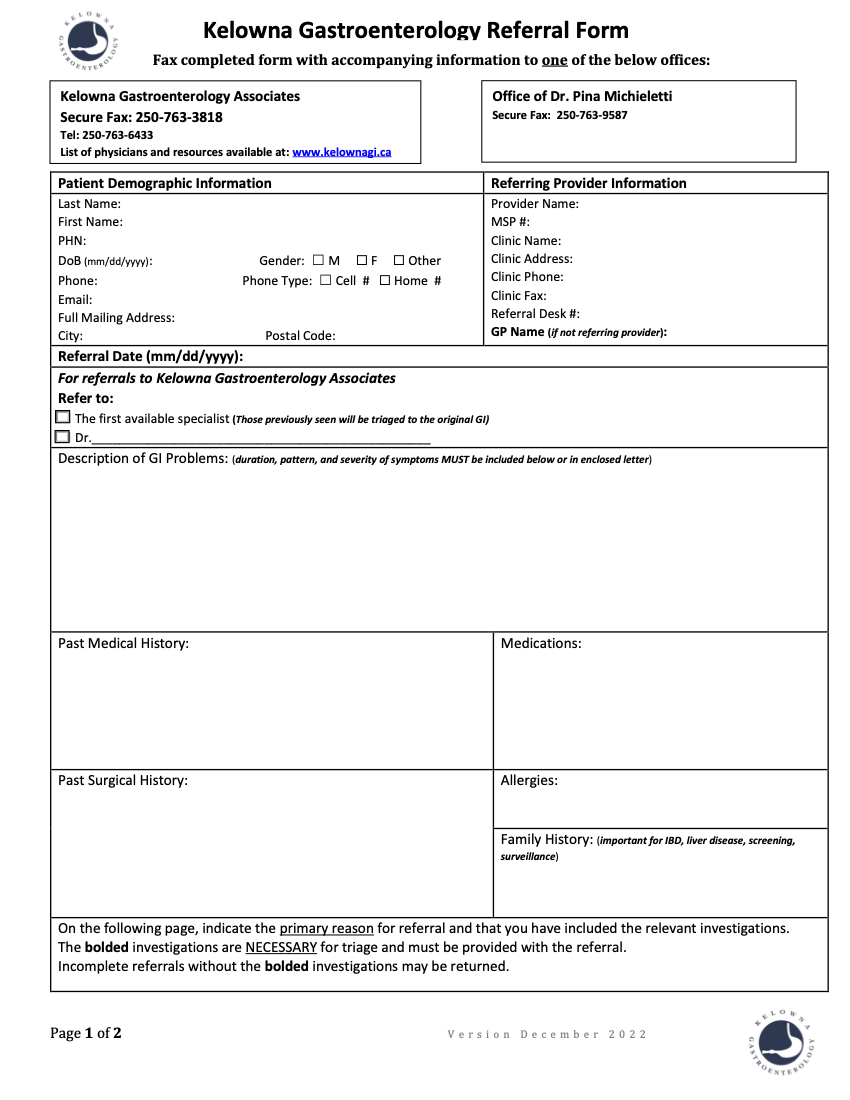 KELOWNA GASTROENTEROLOGY
Kelowna Gastroenterology Referral Form
Fax completed form with accompanying information to one of the below offices:
Kelowna Gastroenterology Associates
Secure Fax: 250-763-3818
Tel: 250-763-6433
List of physicians and resources available at: www.kelownagi.ca
Office of Dr. Pina Michieletti
Secure Fax: 250-763-9587
Patient Demographic Information
Last Name:
First Name:
PHN:
DoB (mm/dd/yyyy): Gender: ☐ M ☐ F ☐ Other
Phone: Phone Type: ☐ Cell # ☐ Home #
Email:
Full Mailing Address:
City: Postal Code:
Referring Provider Information
Provider Name:
MSP #:
Clinic Name:
Clinic Address:
Clinic Phone:
Clinic Fax:
Referral Desk #:
GP Name (if not referring provider):
Referral Date (mm/dd/yyyy):
For referrals to Kelowna Gastroenterology Associates
Refer to:
☐ The first available specialist (Those previously seen will be triaged to the original GI)
☐ Dr.______________________________________________
Description of GI Problems: (duration, pattern, and severity of symptoms MUST be included below or in enclosed letter)
Past Medical History:
Medications:
Past Surgical History:
Allergies:
Family History: (important for IBD, liver disease, screening,
surveillance)
On the following page, indicate the primary reason for referral and that you have included the relevant investigations.
The bolded investigations are NECESSARY for triage and must be provided with the referral.
Incomplete referrals without the bolded investigations may be returned.
Page 1 of 2
Version December 2022
KELOWNA GASTROENTEROLOGY